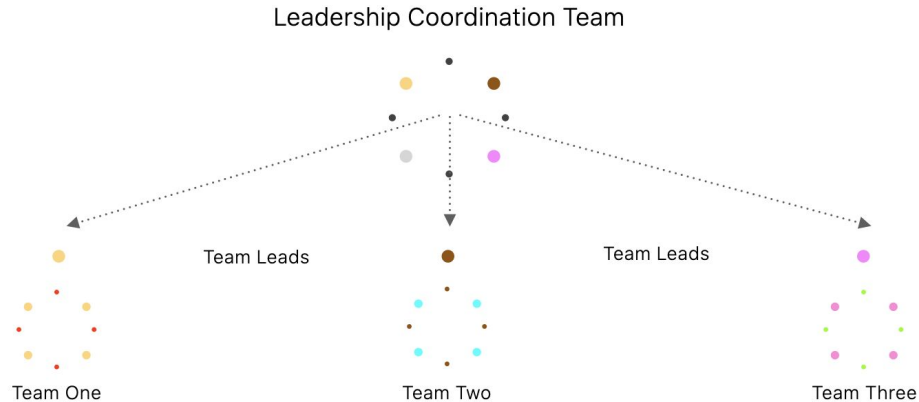 Leadership Coordination Team
Team Leads
Team Leads
Team One
Team Two
Team Three